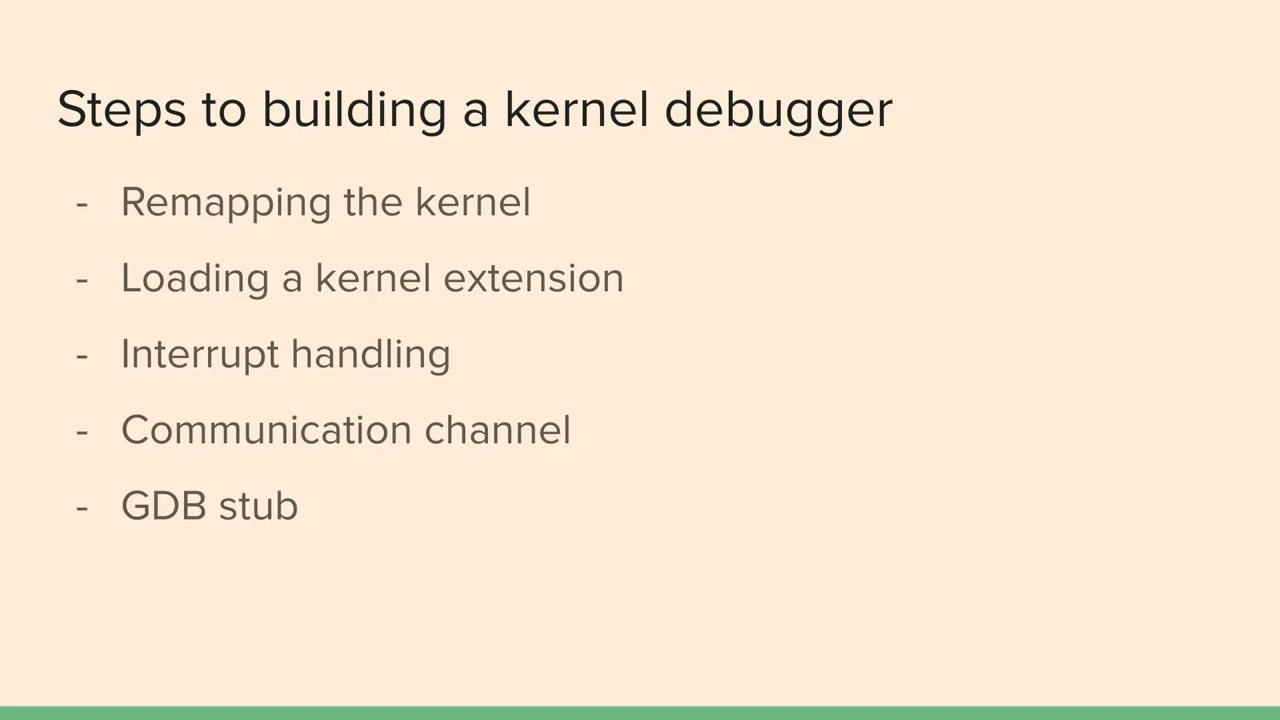 Steps to building a kernel debugger
- Remapping the kernel
- Loading a kernel extension
- Interrupt handling
- Communication channel
- GDB stub